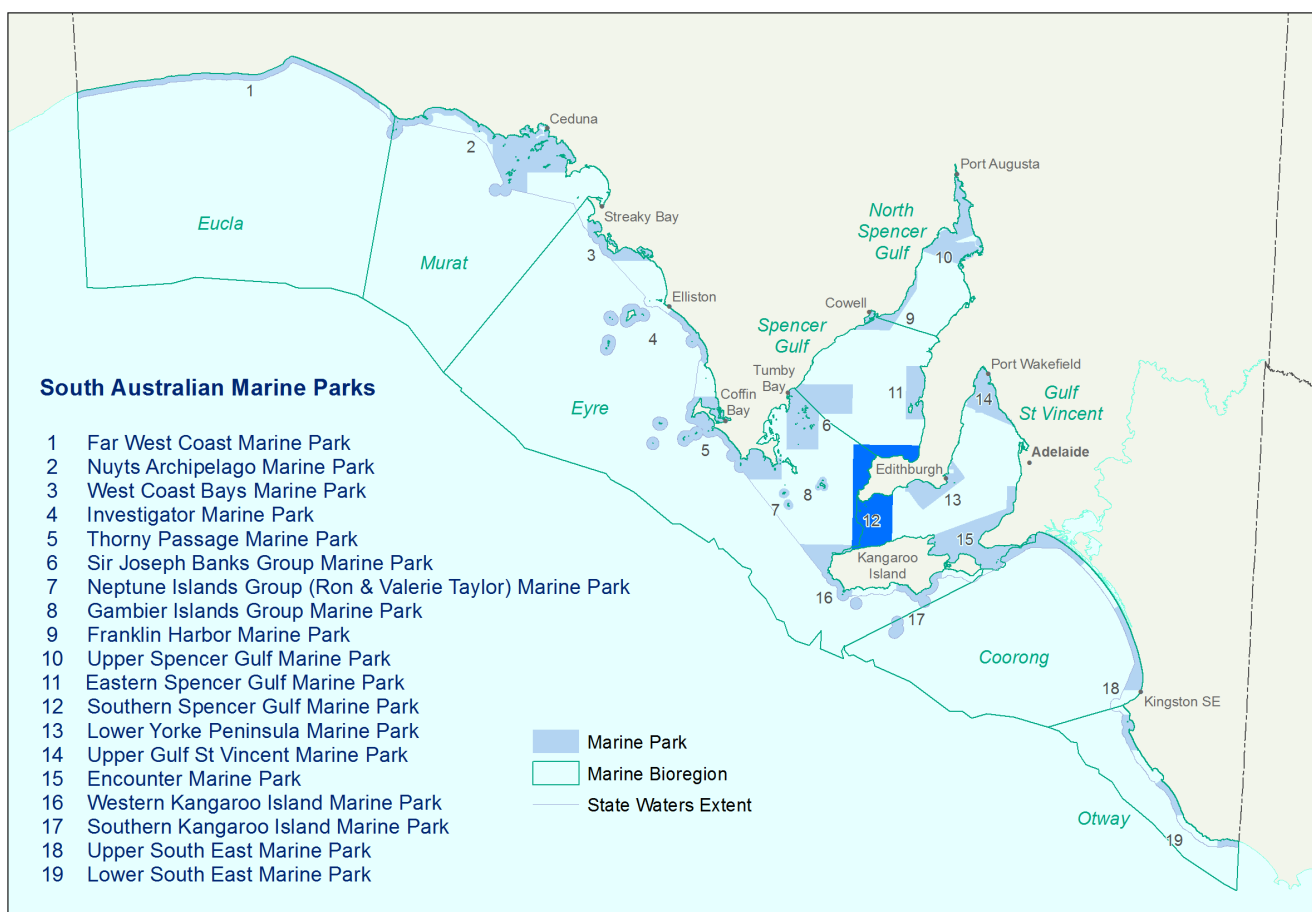 1
Ceduna
2
Port Augusta
Streaky Bay
North
Spencer
Gulf
Eucla
3
10
Murat
Elliston
Cowell
9
Spencer
Gulf
4
Port Wakefield
Tumby
Bay
South Australian Marine Parks
Coffin
Bay
11
14
Gulf
St Vincent
Eyre
6
5
Adelaide
Edithburgh
8
13
7
12
15
Kangaroo
Island
16
17
Coorong
18
Kingston SE
Otway
19
1 Far West Coast Marine Park
2 Nuyts Archipelago Marine Park
3 West Coast Bays Marine Park
4 Investigator Marine Park
5 Thorny Passage Marine Park
6 Sir Joseph Banks Group Marine Park
7 Neptune Islands Group (Ron & Valerie Taylor) Marine Park
8 Gambier Islands Group Marine Park
9 Franklin Harbor Marine Park
10 Upper Spencer Gulf Marine Park
11 Eastern Spencer Gulf Marine Park
12 Southern Spencer Gulf Marine Park
13 Lower Yorke Peninsula Marine Park
14 Upper Gulf St Vincent Marine Park
15 Encounter Marine Park
16 Western Kangaroo Island Marine Park
17 Southern Kangaroo Island Marine Park
18 Upper South East Marine Park
19 Lower South East Marine Park
Marine Park
Marine Bioregion
State Waters Extent